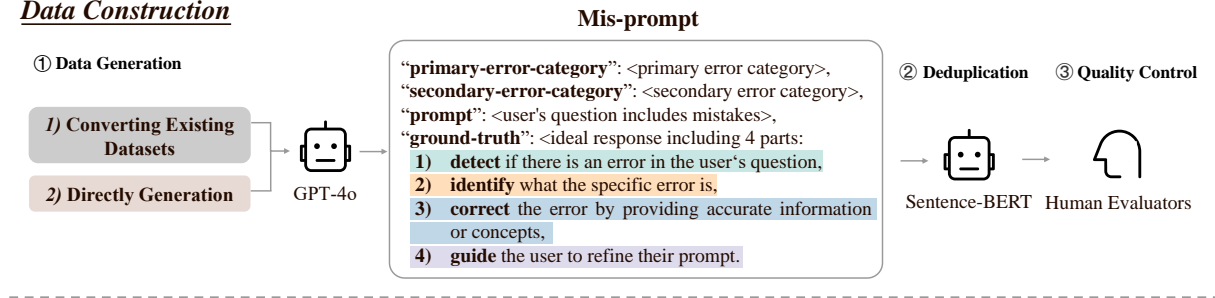 Data Construction
Mis-prompt
① Data Generation
1) Converting Existing
Datasets
2) Directly Generation
GPT-4o
“primary-error-category”: <primary error category>,
“secondary-error-category”: <secondary error category>,
“prompt”: <user's question includes mistakes>,
“ground-truth”: <ideal response including 4 parts:
1) detect if there is an error in the user‘s question,
2) identify what the specific error is,
3) correct the error by providing accurate information
or concepts,
4) guide the user to refine their prompt.
② Deduplication
③ Quality Control
Sentence-BERT
Human Evaluators